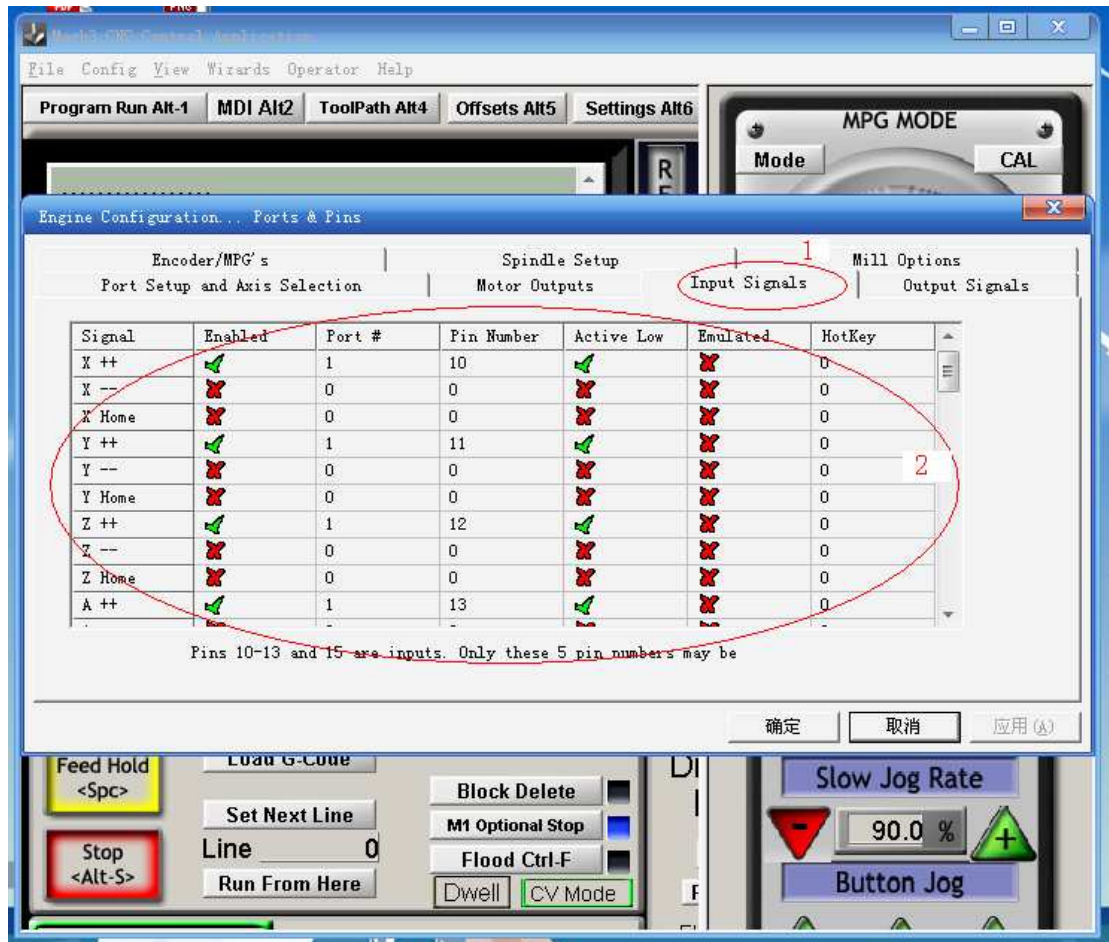 PDF
PNG
Mach3 CNC Control Application
File Config View Wizards Operator Help
Program Run Alt-1 MDI Alt2 ToolPath Alt4 Offsets Alt5 Settings Alt6
MPG MODE
Mode CAL
R
Engine Configuration... Ports & Pins
1
Encoder/MPG's Spindle Setup Mill Options
Port Setup and Axis Selection Motor Outputs Input Signals Output Signals
Signal Enabled Port # Pin Number Active Low Emulated HotKey
X ++ 1 10 0
X -- 0 0 0
X Home 0 0 0
Y ++ 1 11 0
Y -- 0 0 0
2
Y Home 0 0 0
Z ++ 1 12 0
Z -- 0 0 0
Z Home 0 0 0
A ++ 1 13 0
Pins 10-13 and 15 are inputs. Only these 5 pin numbers may be
确定 取消 应用(A)
Feed Hold
<Spc>
Load G-Code
Block Delete
Slow Jog Rate
Set Next Line
M1 Optional Stop
90.0 %
Stop
<Alt-S>
Line 0
Flood Ctrl-F
Run From Here
Dwell CV Mode
Button Jog